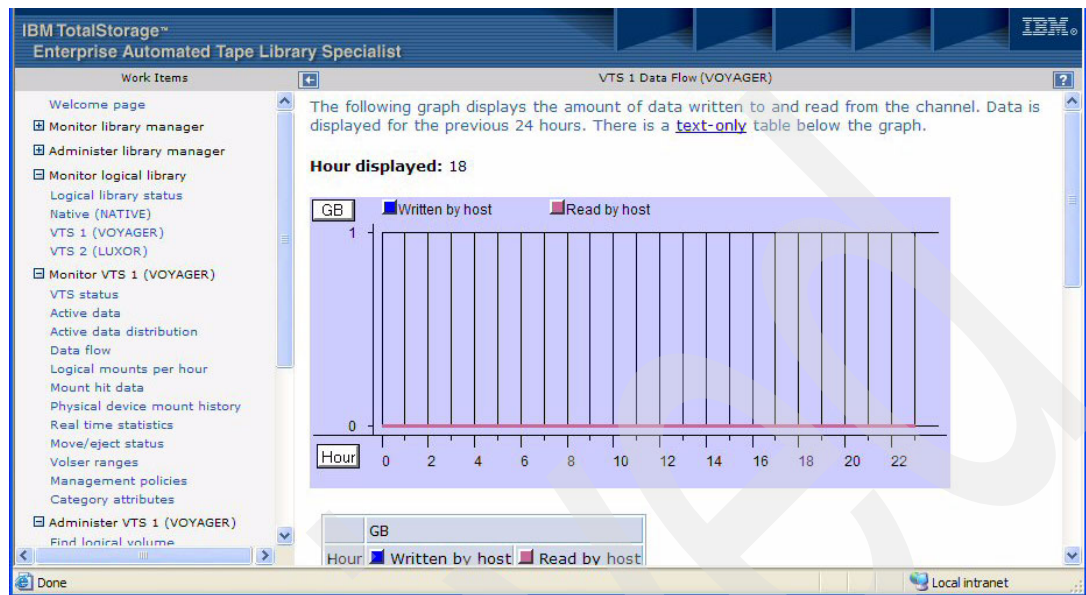 IBM TotalStorage™
Enterprise Automated Tape Library Specialist
IBM®
Work Items
VTS 1 Data Flow (VOYAGER)
?
Welcome page
Monitor library manager
Administer library manager
Monitor logical library
Logical library status
Native (NATIVE)
VTS 1 (VOYAGER)
VTS 2 (LUXOR)
Monitor VTS 1 (VOYAGER)
VTS status
Active data
Active data distribution
Data flow
Logical mounts per hour
Mount hit data
Physical device mount history
Real time statistics
Move/eject status
Volser ranges
Management policies
Category attributes
Administer VTS 1 (VOYAGER)
Find logical volume
The following graph displays the amount of data written to and read from the channel. Data is
displayed for the previous 24 hours. There is a text-only table below the graph.
Hour displayed: 18
GB Written by host Read by host
1
0
Hour 0 2 4 6 8 10 12 14 16 18 20 22
GB
Hour Written by host Read by host
Done
Local intranet